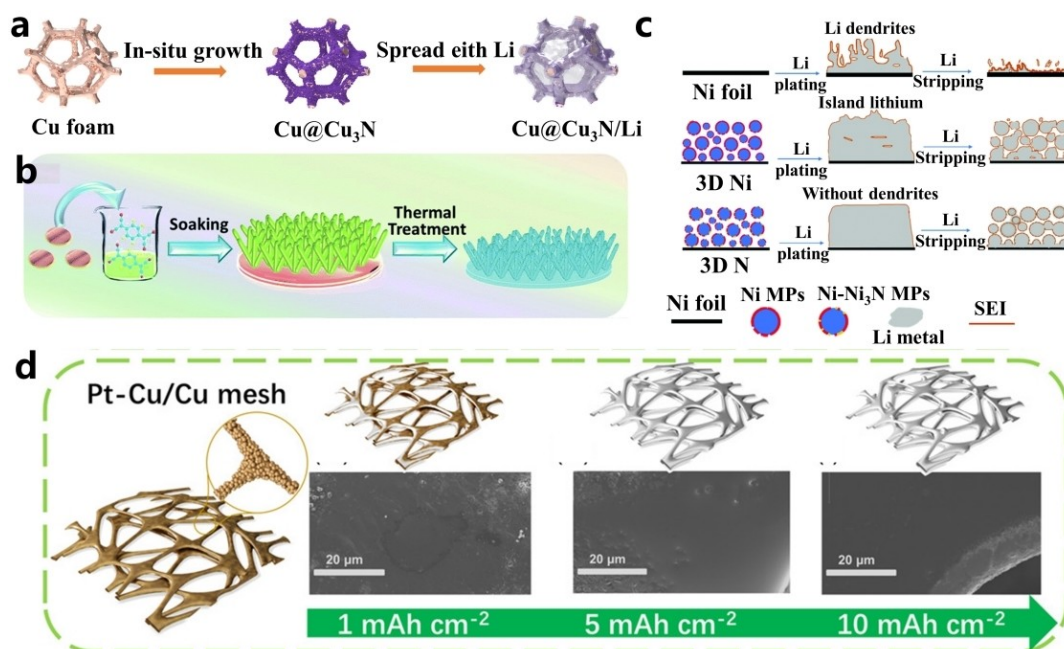 a
In-situ growth
Spread eith Li
Cu foam
Cu@Cu₃N
Cu@Cu₃N/Li
b
Soaking
Thermal
Treatment
c
Li dendrites
Li
plating
Li
Stripping
Ni foil
Island lithium
Li
plating
Li
Stripping
3D Ni
Without dendrites
Li
plating
Li
Stripping
3D N
Ni foil
Ni MPs
Ni-Ni₃N MPs
Li metal
SEI
d
Pt-Cu/Cu mesh
20 μm
20 μm
20 μm
1 mAh cm⁻²
5 mAh cm⁻²
10 mAh cm⁻²